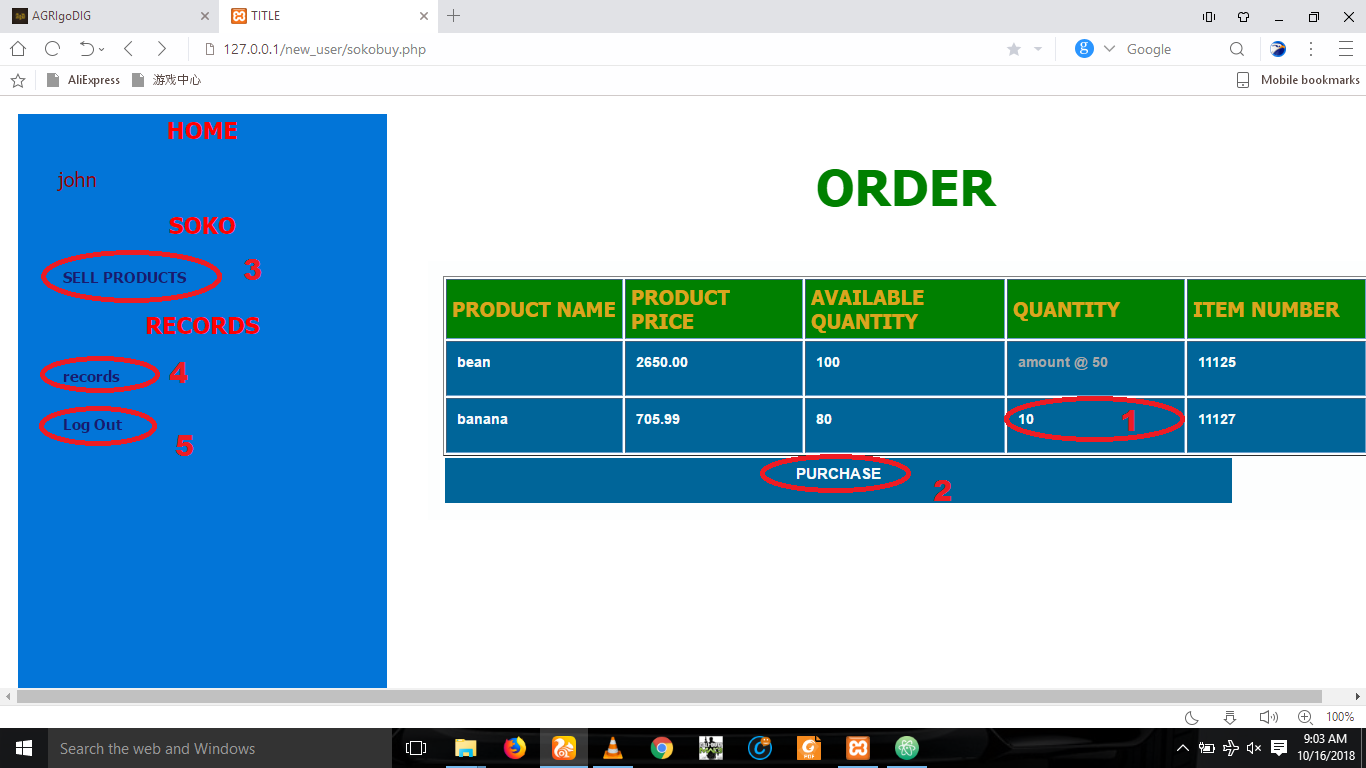 AGRIgoDIG
TITLE
127.0.0.1/new_user/sokobuy.php
Google
AliExpress
游戏中心
Mobile bookmarks
HOME
john
SOKO
SELL PRODUCTS
3
RECORDS
records
4
Log Out
5
ORDER
PRODUCT NAME
PRODUCT PRICE
AVAILABLE QUANTITY
QUANTITY
ITEM NUMBER
bean
2650.00
100
amount @ 50
11125
banana
705.99
80
10
1
11127
PURCHASE
2
100%
Search the web and Windows
9:03 AM
10/16/2018